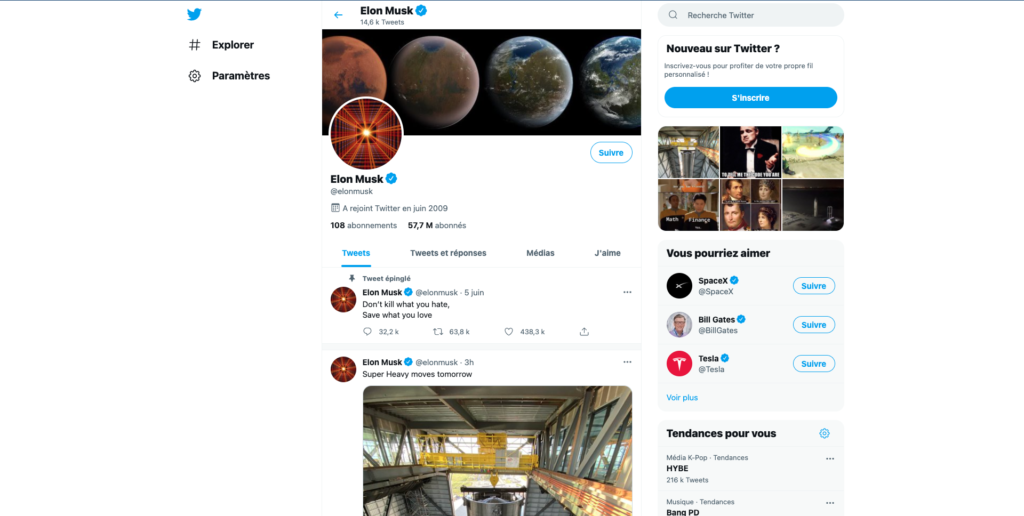 Elon Musk
14,6 k Tweets
Explorer
Paramètres
Suivre
Elon Musk
@elonmusk
A rejoint Twitter en juin 2009
108 abonnements 57,7 M abonnés
Tweets Tweets et réponses Médias J'aime
Tweet épinglé
Elon Musk @elonmusk · 5 juin
Don't kill what you hate,
Save what you love
32,2 k 63,8 k 438,3 k
Elon Musk @elonmusk · 3h
Super Heavy moves tomorrow
Recherche Twitter
Nouveau sur Twitter ?
Inscrivez-vous pour profiter de votre propre fil
personnalisé !
S'inscrire
Math Finance
Vous pourriez aimer
SpaceX
@SpaceX
Suivre
Bill Gates
@BillGates
Suivre
Tesla
@Tesla
Suivre
Voir plus
Tendances pour vous
Média K-Pop · Tendances
HYBE
216 k Tweets
Musique · Tendances
Bang PD